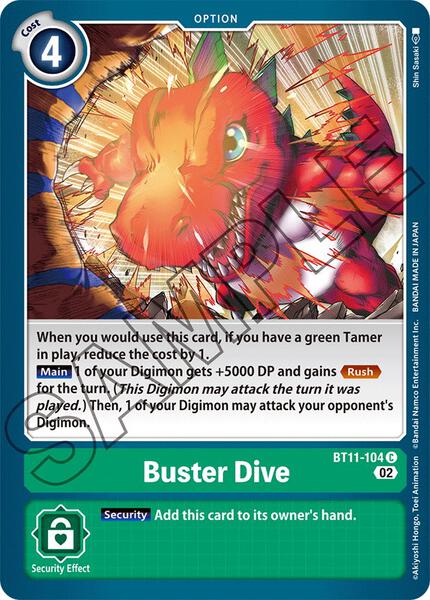 OPTION
Cost
4
Shin Sasaki
When you would use this card, if you have a green Tamer
in play, reduce the cost by 1.
Main 1 of your Digimon gets +5000 DP and gains Rush
for the turn. (This Digimon may attack the turn it was
played.) Then, 1 of your Digimon may attack your opponent's
Digimon.
SAMPLE
©Akiyoshi Hongo, Toei Animation ©Bandai Namco Entertainment Inc. BANDAI MADE IN JAPAN
BT11-104 C
Buster Dive
02
Security Add this card to its owner's hand.
Security Effect